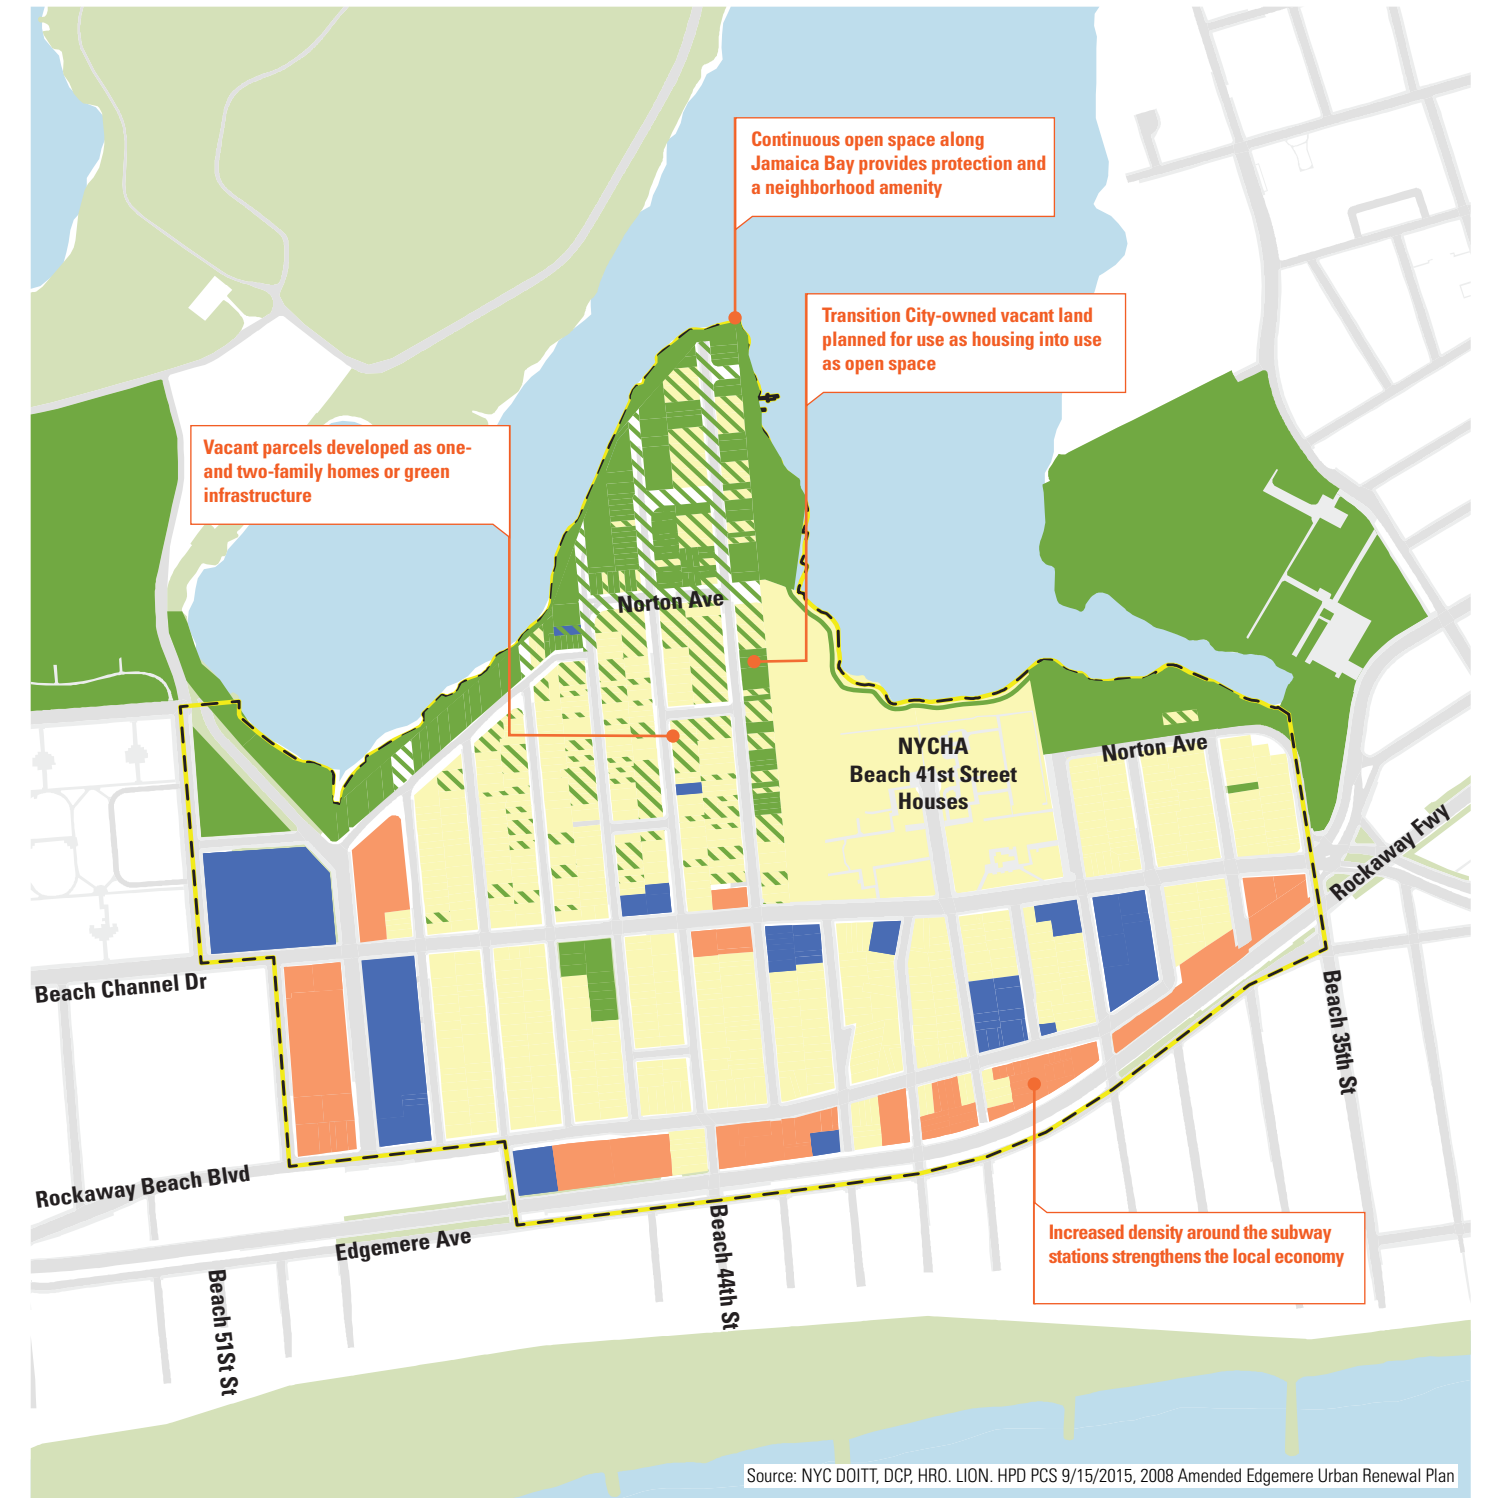 Continuous open space along
Jamaica Bay provides protection and
a neighborhood amenity
Transition City-owned vacant land
planned for use as housing into use
as open space
Vacant parcels developed as one-
and two-family homes or green
infrastructure
Norton Ave
NYCHA
Beach 41st Street
Houses
Norton Ave
Rockaway Fwy
Beach Channel Dr
Beach 35th St
Rockaway Beach Blvd
Edgemere Ave
Beach 44th St
Beach 51St St
Increased density around the subway
stations strengthens the local economy
Source: NYC DOITT, DCP, HRO. LION. HPD PCS 9/15/2015, 2008 Amended Edgemere Urban Renewal Plan